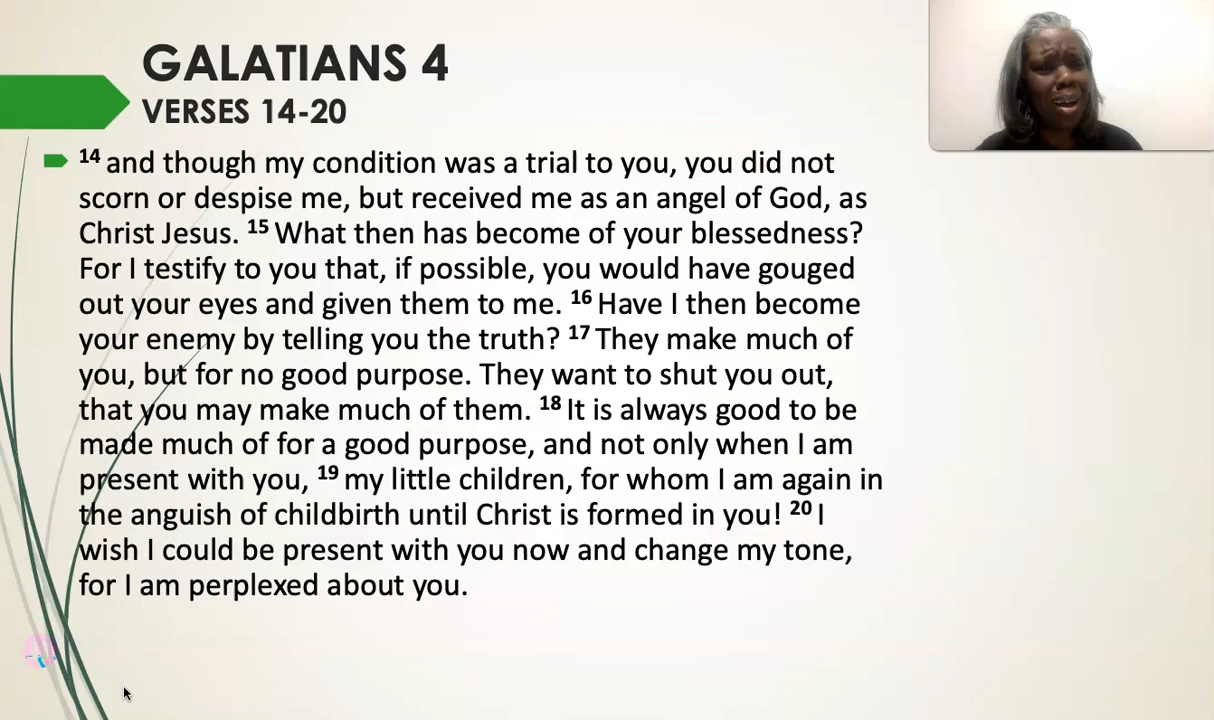 GALATIANS 4
VERSES 14-20
14 and though my condition was a trial to you, you did not
scorn or despise me, but received me as an angel of God, as
Christ Jesus. 15 What then has become of your blessedness?
For I testify to you that, if possible, you would have gouged
out your eyes and given them to me. 16 Have I then become
your enemy by telling you the truth? 17 They make much of
you, but for no good purpose. They want to shut you out,
that you may make much of them. 18 It is always good to be
made much of for a good purpose, and not only when I am
present with you, 19 my little children, for whom I am again in
the anguish of childbirth until Christ is formed in you! 20 I
wish I could be present with you now and change my tone,
for I am perplexed about you.